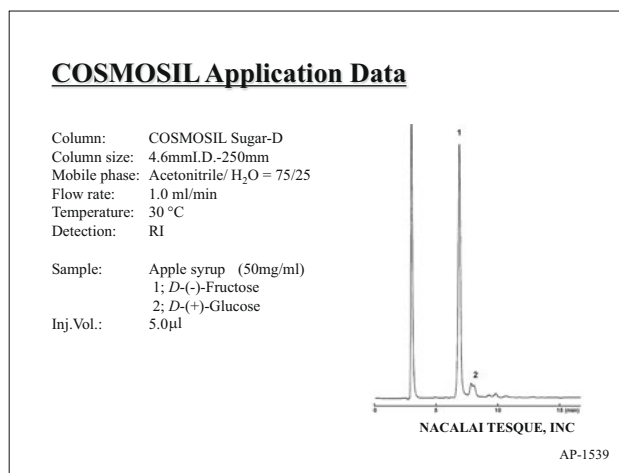 COSMOSIL Application Data
Column: COSMOSIL Sugar-D
Column size: 4.6mmI.D.-250mm
Mobile phase: Acetonitrile/ H₂O = 75/25
Flow rate: 1.0 ml/min
Temperature: 30 °C
Detection: RI
Sample: Apple syrup (50mg/ml)
1; D-(-)-Fructose
2; D-(+)-Glucose
Inj.Vol.: 5.0µl
1
2
0 5 10 15 (min)
NACALAI TESQUE, INC
AP-1539